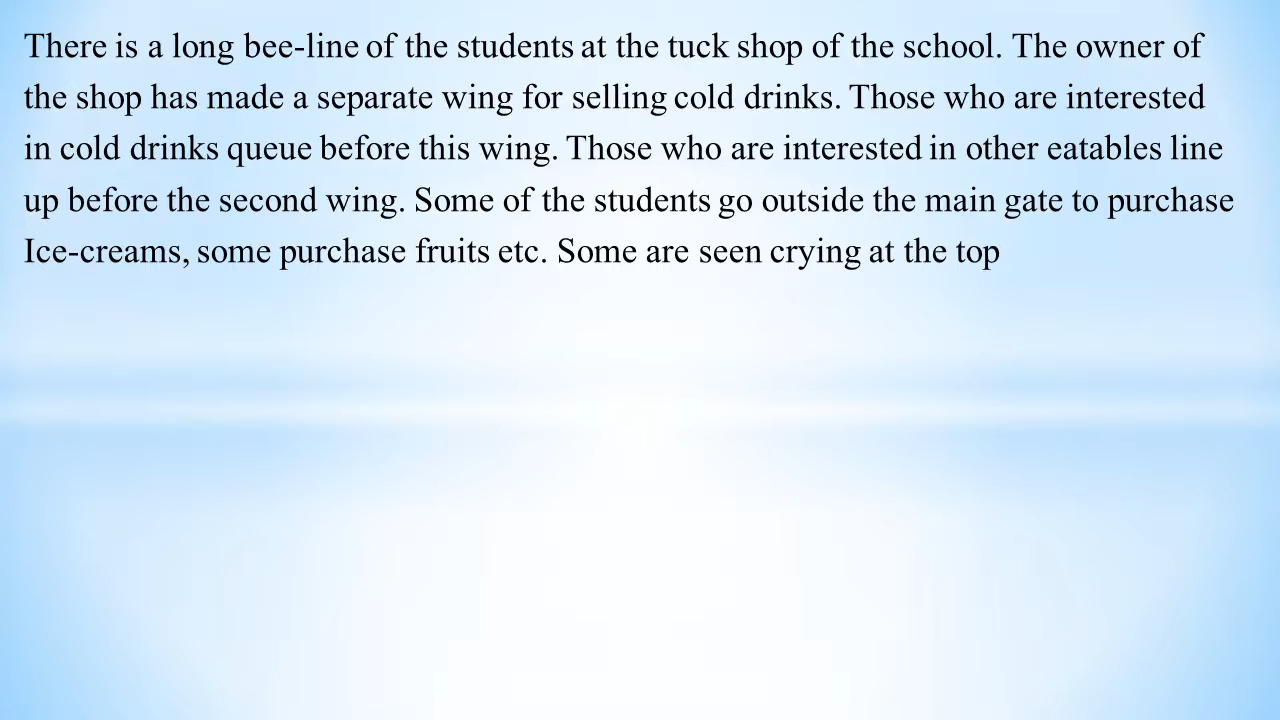 There is a long bee-line of the students at the tuck shop of the school. The owner of
the shop has made a separate wing for selling cold drinks. Those who are interested
in cold drinks queue before this wing. Those who are interested in other eatables line
up before the second wing. Some of the students go outside the main gate to purchase
Ice-creams, some purchase fruits etc. Some are seen crying at the top